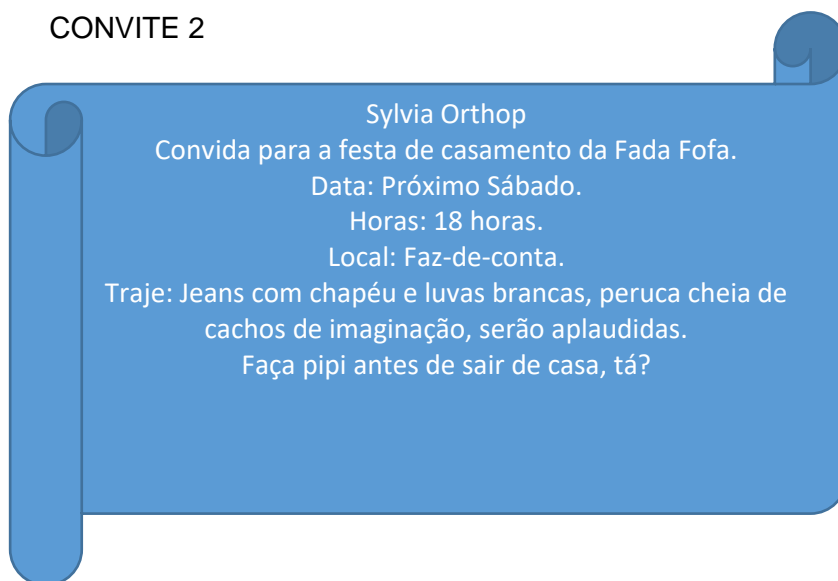 CONVITE 2
Sylvia Orthop
Convida para a festa de casamento da Fada Fofa.
Data: Próximo Sábado.
Horas: 18 horas.
Local: Faz-de-conta.
Traje: Jeans com chapéu e luvas brancas, peruca cheia de
cachos de imaginação, serão aplaudidas.
Faça pipi antes de sair de casa, tá?